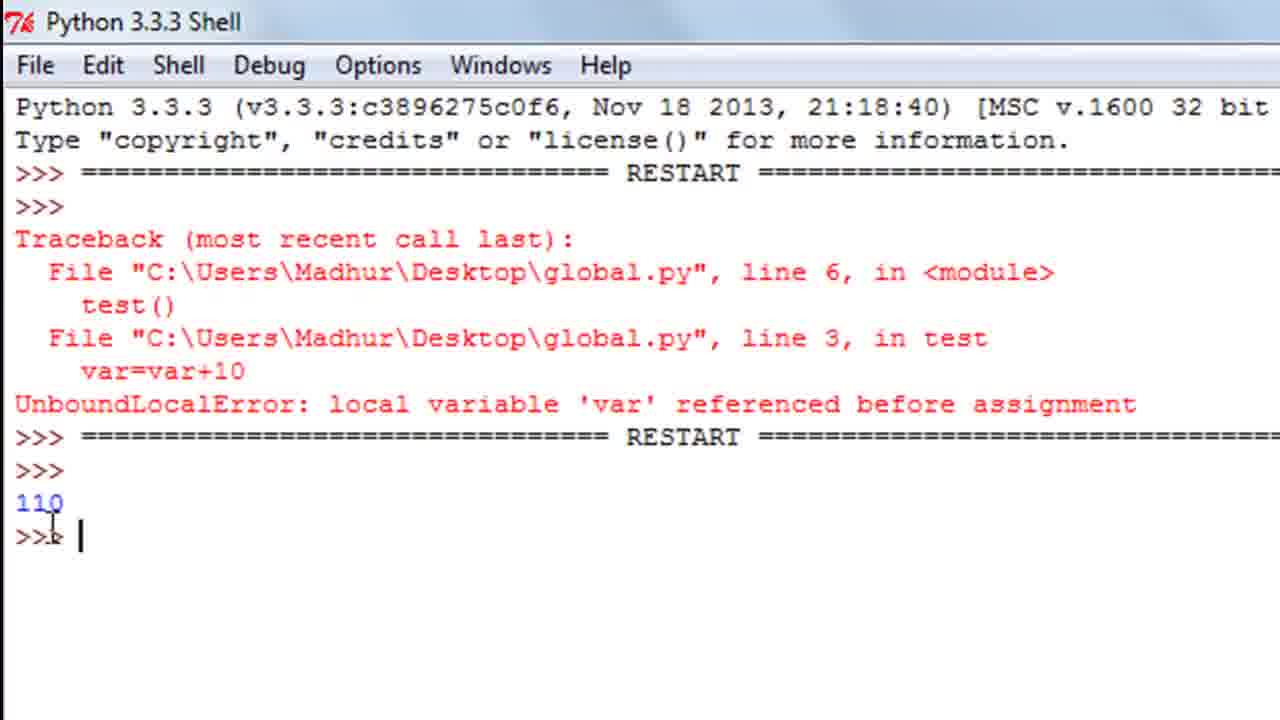 Python 3.3.3 Shell
File Edit Shell Debug Options Windows Help
Python 3.3.3 (v3.3.3:c3896275c0f6, Nov 18 2013, 21:18:40) [MSC v.1600 32 bit
Type "copyright", "credits" or "license()" for more information.
>>> ================================ RESTART ================================
>>>
Traceback (most recent call last):
  File "C:\Users\Madhur\Desktop\global.py", line 6, in <module>
    test()
  File "C:\Users\Madhur\Desktop\global.py", line 3, in test
    var=var+10
UnboundLocalError: local variable 'var' referenced before assignment
>>> ================================ RESTART ================================
>>>
110
>>>